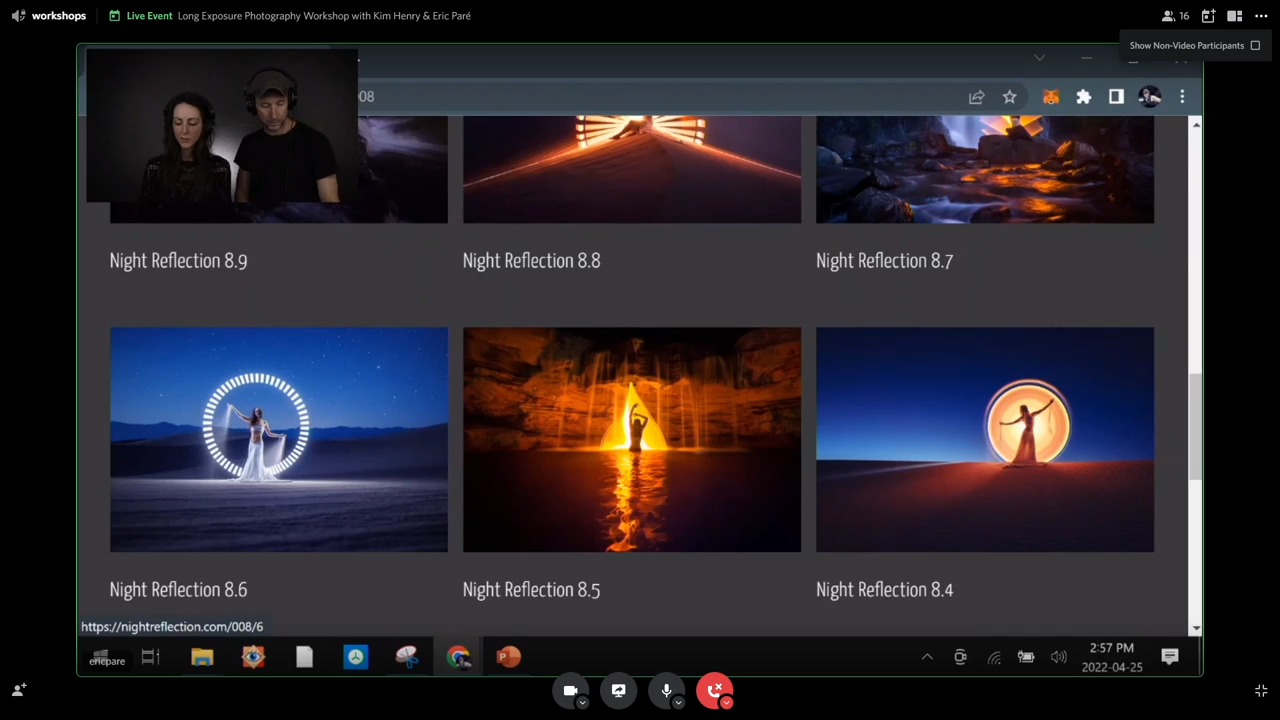 workshops
Live Event Long Exposure Photography Workshop with Kim Henry & Eric Paré
16
Show Non-Video Participants
08
Night Reflection 8.9
Night Reflection 8.8
Night Reflection 8.7
Night Reflection 8.6
Night Reflection 8.5
Night Reflection 8.4
https://nightreflection.com/008/6
ericpare
2:57 PM
2022-04-25